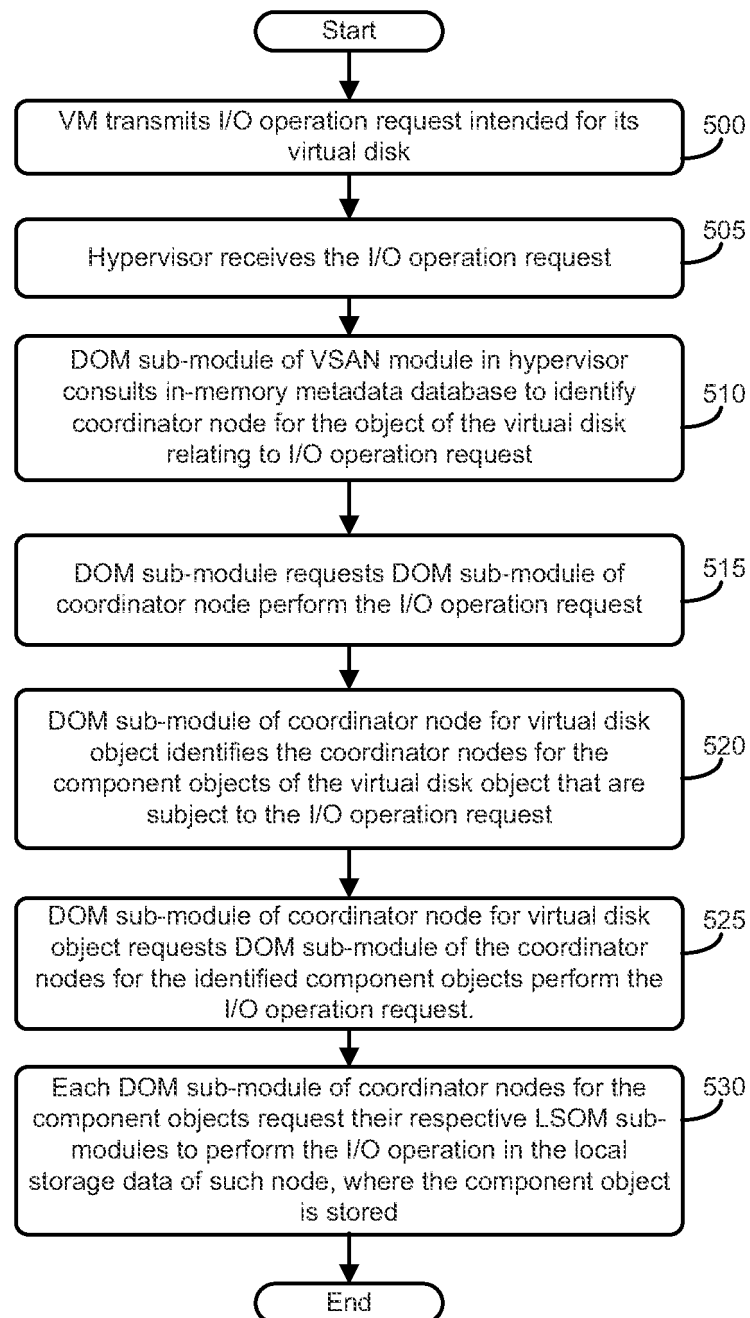 Start
VM transmits I/O operation request intended for its
virtual disk
500
Hypervisor receives the I/O operation request
505
DOM sub-module of VSAN module in hypervisor
consults in-memory metadata database to identify
coordinator node for the object of the virtual disk
relating to I/O operation request
510
DOM sub-module requests DOM sub-module of
coordinator node perform the I/O operation request
515
DOM sub-module of coordinator node for virtual disk
object identifies the coordinator nodes for the
component objects of the virtual disk object that are
subject to the I/O operation request
520
DOM sub-module of coordinator node for virtual disk
object requests DOM sub-module of the coordinator
nodes for the identified component objects perform the
I/O operation request.
525
Each DOM sub-module of coordinator nodes for the
component objects request their respective LSOM sub-
modules to perform the I/O operation in the local
storage data of such node, where the component object
is stored
530
End